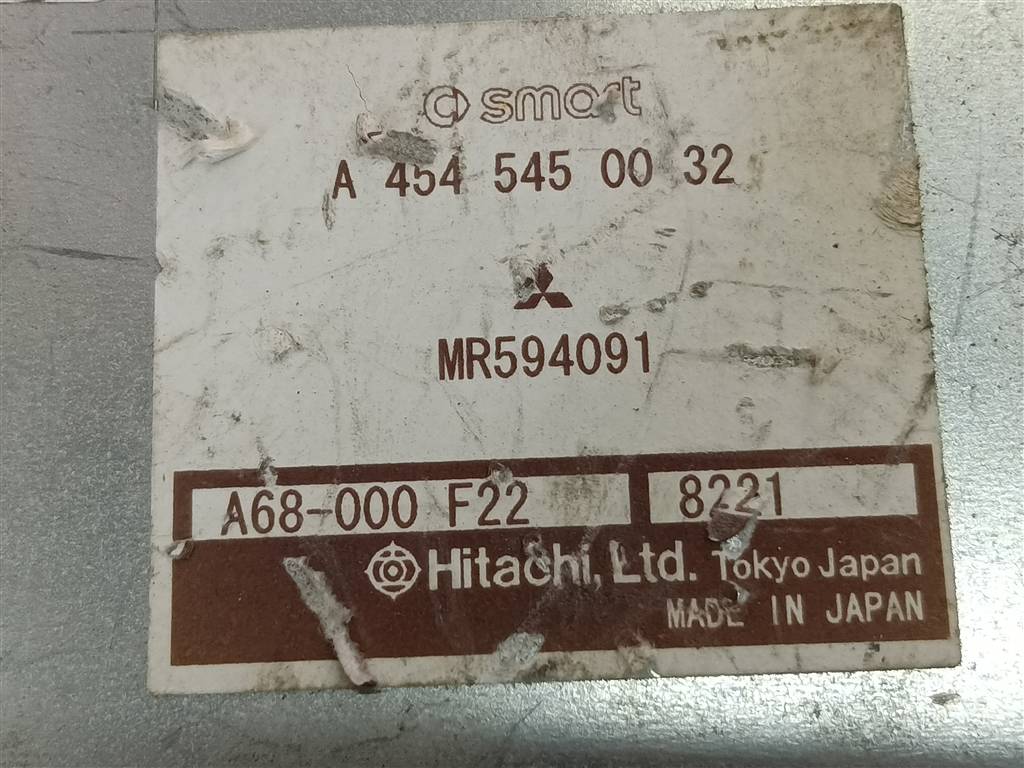 smart
A 454 545 00 32
MR594091
A68-000 F22 8221
Hitachi, Ltd. Tokyo Japan
MADE IN JAPAN